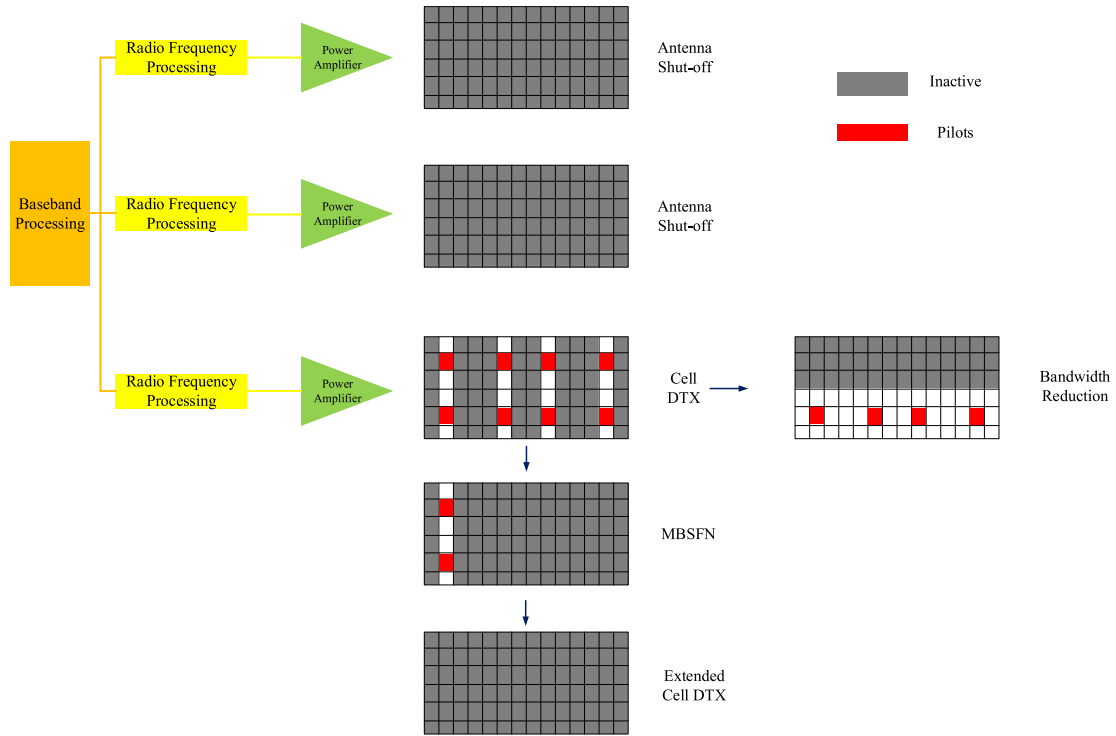 Radio Frequency
Processing
Power
Amplifier
Antenna
Shut-off
Inactive
Pilots
Baseband
Processing
Radio Frequency
Processing
Power
Amplifier
Antenna
Shut-off
Radio Frequency
Processing
Power
Amplifier
Cell
DTX
Bandwidth
Reduction
MBSFN
Extended
Cell DTX